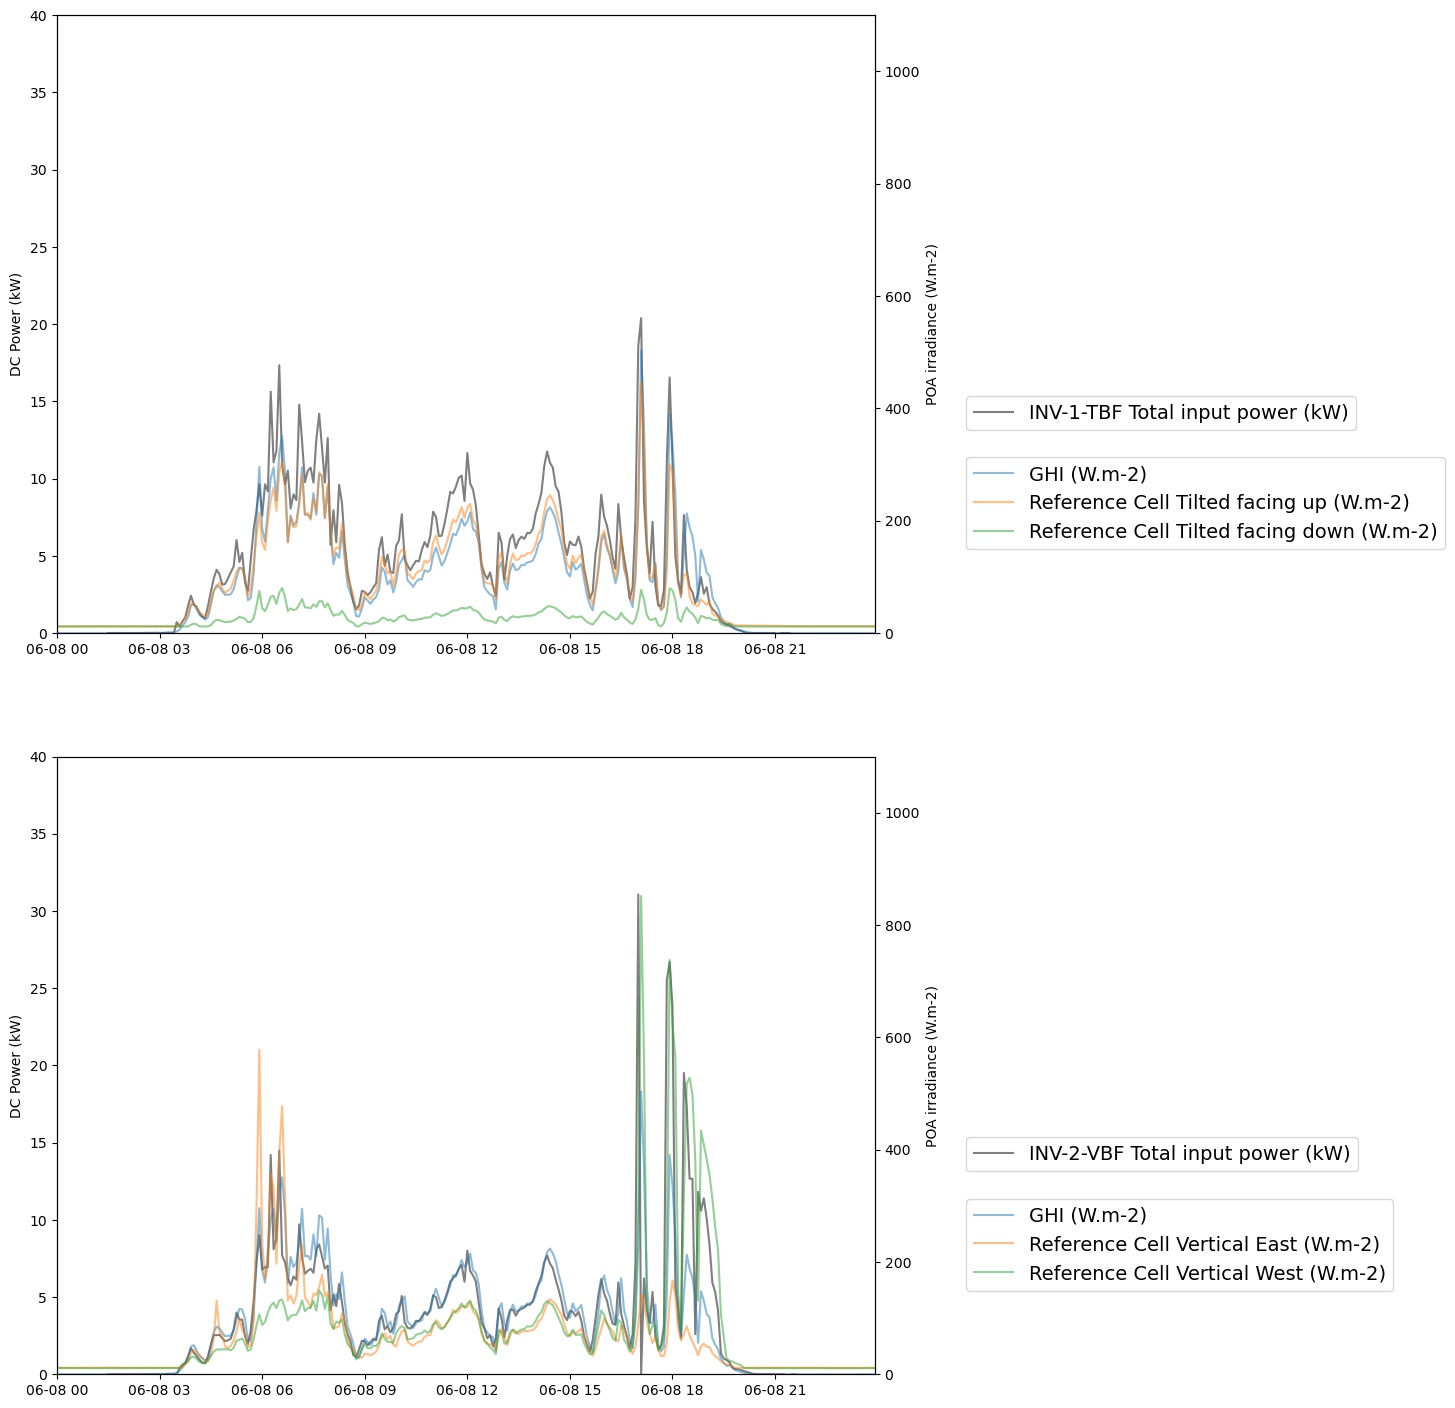 40
35
30
25
20
15
10
5
0
DC Power (kW)
1000
800
600
400
200
0
POA irradiance (W.m-2)
06-08 00 06-08 03 06-08 06 06-08 09 06-08 12 06-08 15 06-08 18 06-08 21
INV-1-TBF Total input power (kW)
GHI (W.m-2)
Reference Cell Tilted facing up (W.m-2)
Reference Cell Tilted facing down (W.m-2)
40
35
30
25
20
15
10
5
0
DC Power (kW)
1000
800
600
400
200
0
POA irradiance (W.m-2)
06-08 00 06-08 03 06-08 06 06-08 09 06-08 12 06-08 15 06-08 18 06-08 21
INV-2-VBF Total input power (kW)
GHI (W.m-2)
Reference Cell Vertical East (W.m-2)
Reference Cell Vertical West (W.m-2)